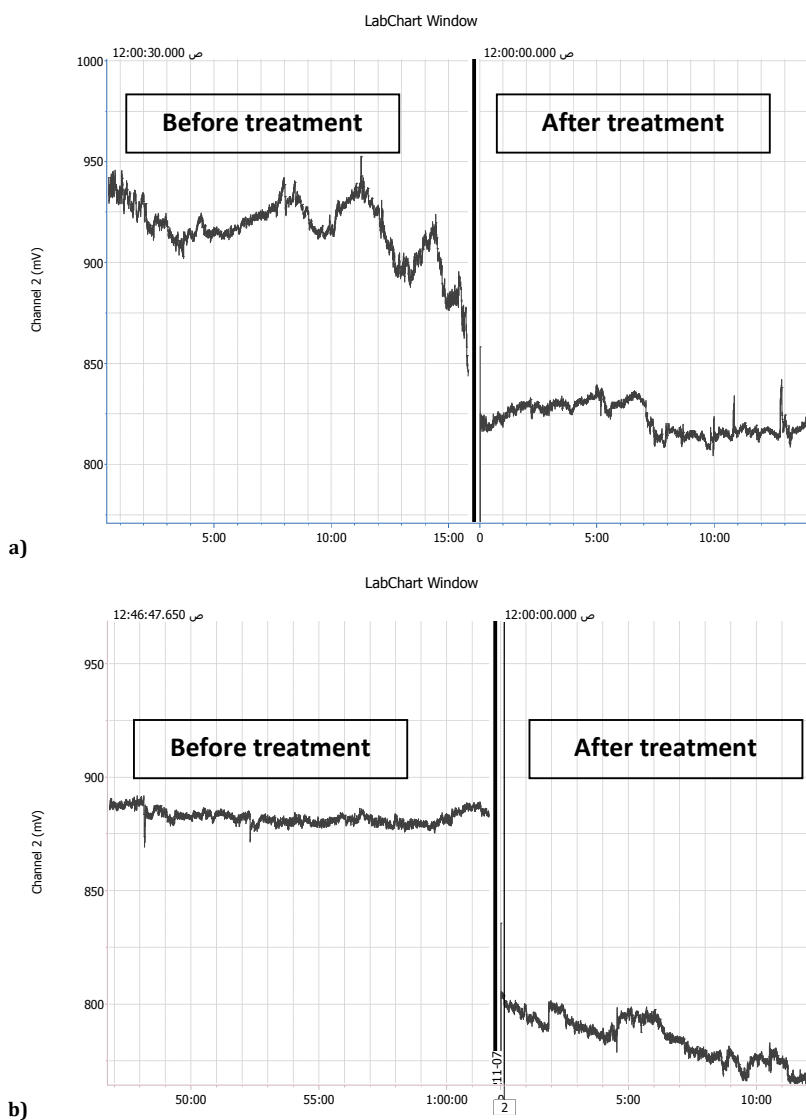 LabChart Window
12:00:30.000 ص
12:00:00.000 ص
1000
Before treatment
After treatment
950
900
850
800
Channel 2 (mV)
5:00
10:00
15:00
0
5:00
10:00
a)
LabChart Window
12:46:47.650 ص
12:00:00.000 ص
950
Before treatment
After treatment
900
850
800
Channel 2 (mV)
50:00
55:00
1:00:00
5:00
10:00
2
b)